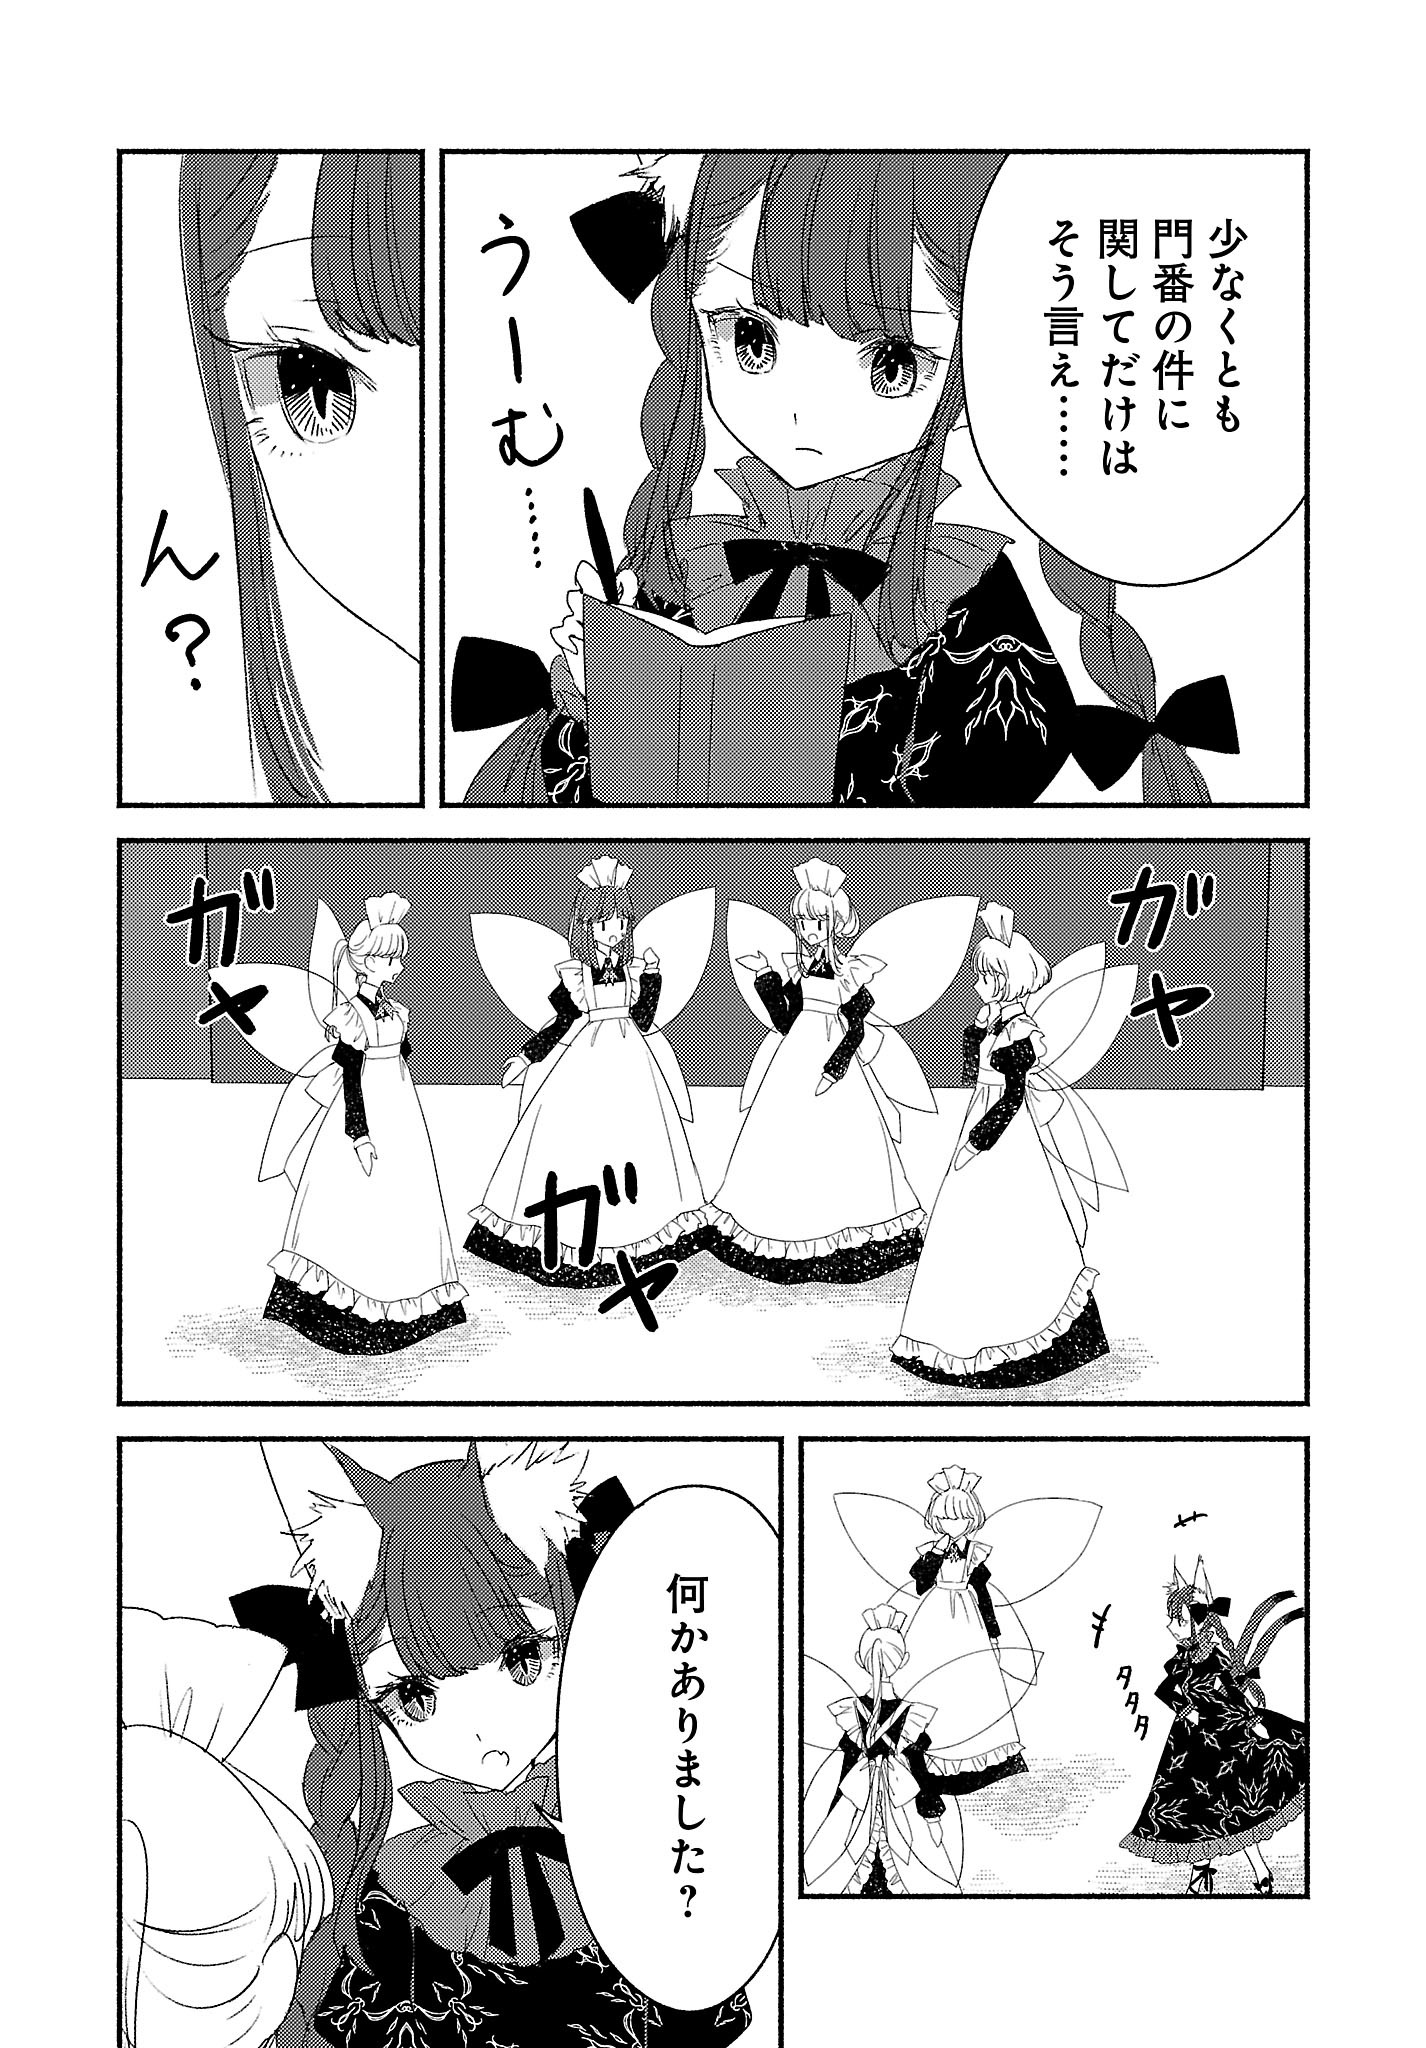 少なくとも
門番の件に
関してだけは
そう言え……
うーむ……
ん？
ガヤ
ガヤ
ガヤ
タタタ
何かありました？